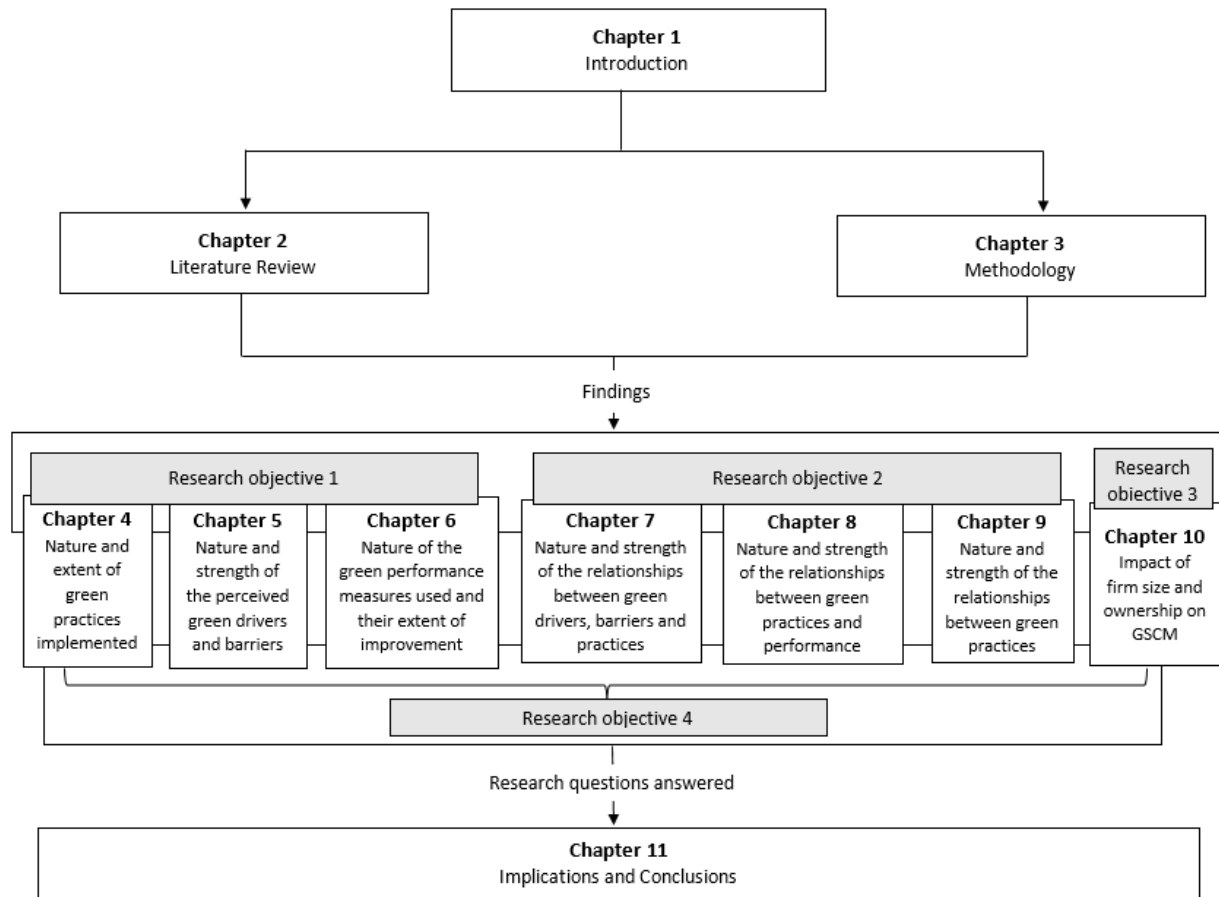 Chapter 1
Introduction
Chapter 2
Literature Review
Chapter 3
Methodology
Findings
Research objective 1
Research objective 2
Research
obiective 3
Chapter 4
Nature and
extent of
green
practices
implemented
Chapter 5
Nature and
strength of
the perceived
green drivers
and barriers
Chapter 6
Nature of the
green performance
measures used and
their extent of
improvement
Chapter 7
Nature and strength
of the relationships
between green
drivers, barriers and
practices
Chapter 8
Nature and strength
of the relationships
between green
practices and
performance
Chapter 9
Nature and
strength of the
relationships
between green
practices
Chapter 10
Impact of
firm size and
ownership on
GSCM
Research objective 4
Research questions answered
Chapter 11
Implications and Conclusions